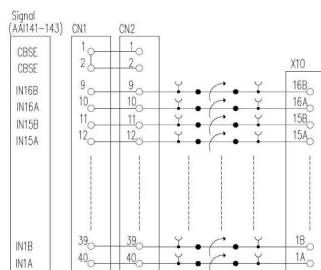 Signal
(AAI141-143) CN1 CN2
X10
CBSE 1 1
CBSE 2 2
IN16B 9 9 16B
IN16A 10 10 16A
IN15B 11 11 15B
IN15A 12 12 15A
IN1B 39 39 1B
IN1A 40 40 1A